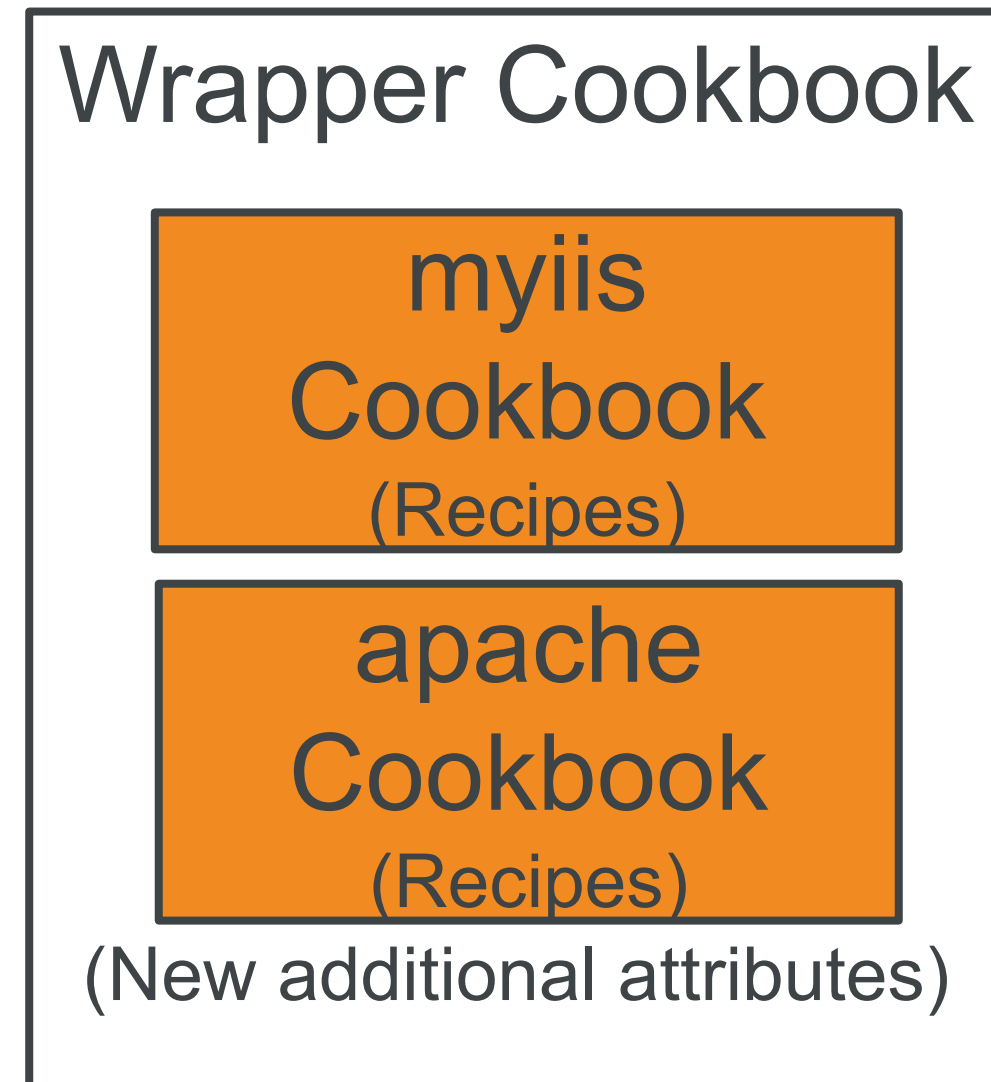 Wrapper Cookbook
myiis
Cookbook
(Recipes)
apache
Cookbook
(Recipes)
(New additional attributes)